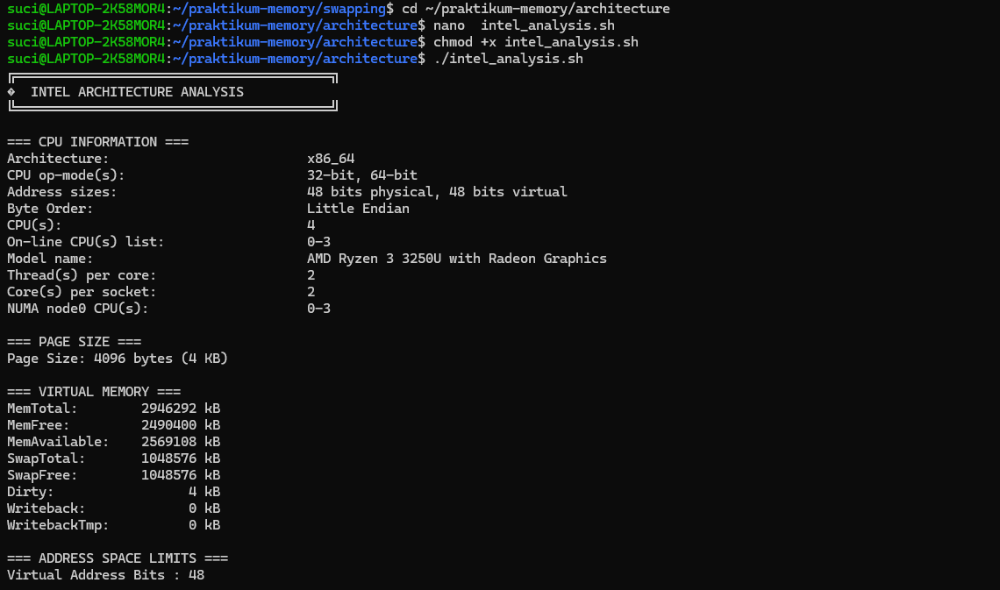 suci@LAPTOP-2K58MOR4:~/praktikum-memory/swapping$ cd ~/praktikum-memory/architecture
suci@LAPTOP-2K58MOR4:~/praktikum-memory/architecture$ nano  intel_analysis.sh
suci@LAPTOP-2K58MOR4:~/praktikum-memory/architecture$ chmod +x intel_analysis.sh
suci@LAPTOP-2K58MOR4:~/praktikum-memory/architecture$ ./intel_analysis.sh
�  INTEL ARCHITECTURE ANALYSIS
=== CPU INFORMATION ===
Architecture:                         x86_64
CPU op-mode(s):                       32-bit, 64-bit
Address sizes:                        48 bits physical, 48 bits virtual
Byte Order:                           Little Endian
CPU(s):                               4
On-line CPU(s) list:                  0-3
Model name:                           AMD Ryzen 3 3250U with Radeon Graphics
Thread(s) per core:                   2
Core(s) per socket:                   2
NUMA node0 CPU(s):                    0-3
=== PAGE SIZE ===
Page Size: 4096 bytes (4 KB)
=== VIRTUAL MEMORY ===
MemTotal:        2946292 kB
MemFree:         2490400 kB
MemAvailable:    2569108 kB
SwapTotal:       1048576 kB
SwapFree:        1048576 kB
Dirty:                 4 kB
Writeback:             0 kB
WritebackTmp:          0 kB
=== ADDRESS SPACE LIMITS ===
Virtual Address Bits : 48